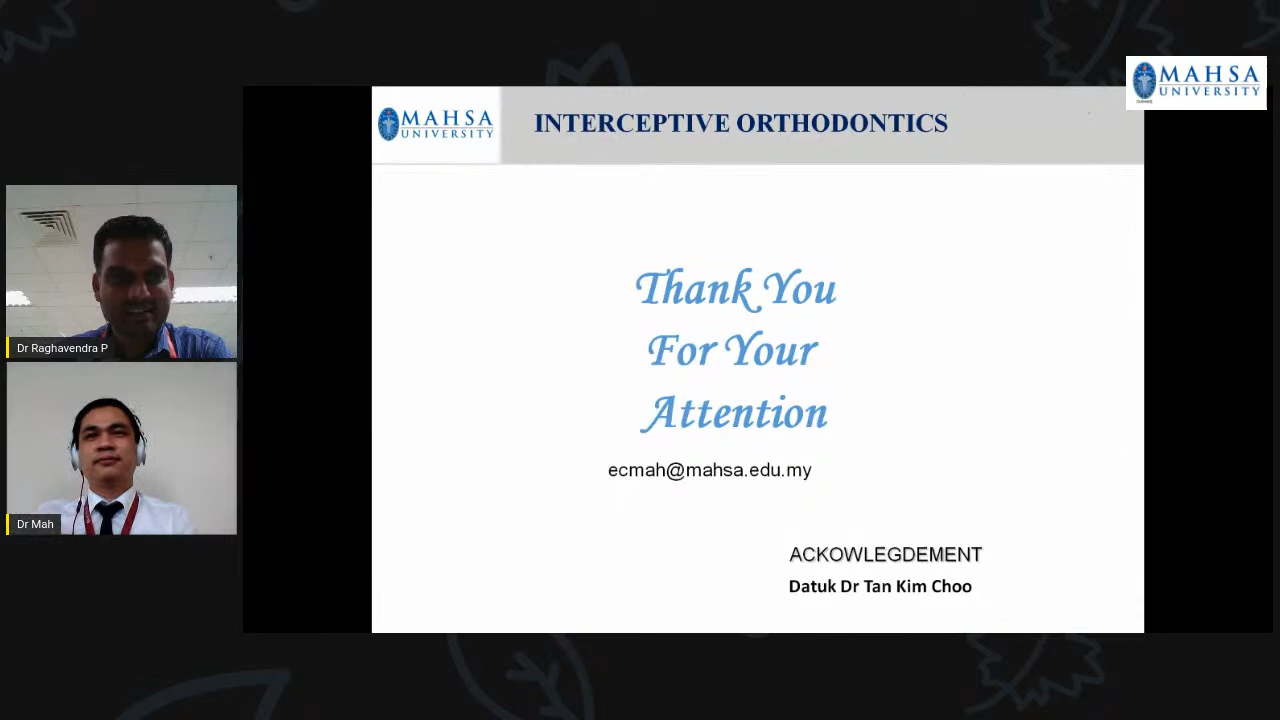 MAHSA
UNIVERSITY
MAHSA
UNIVERSITY
INTERCEPTIVE ORTHODONTICS
Thank You
For Your
Attention
ecmah@mahsa.edu.my
ACKOWLEGDEMENT
Datuk Dr Tan Kim Choo
Dr Raghavendra P
Dr Mah